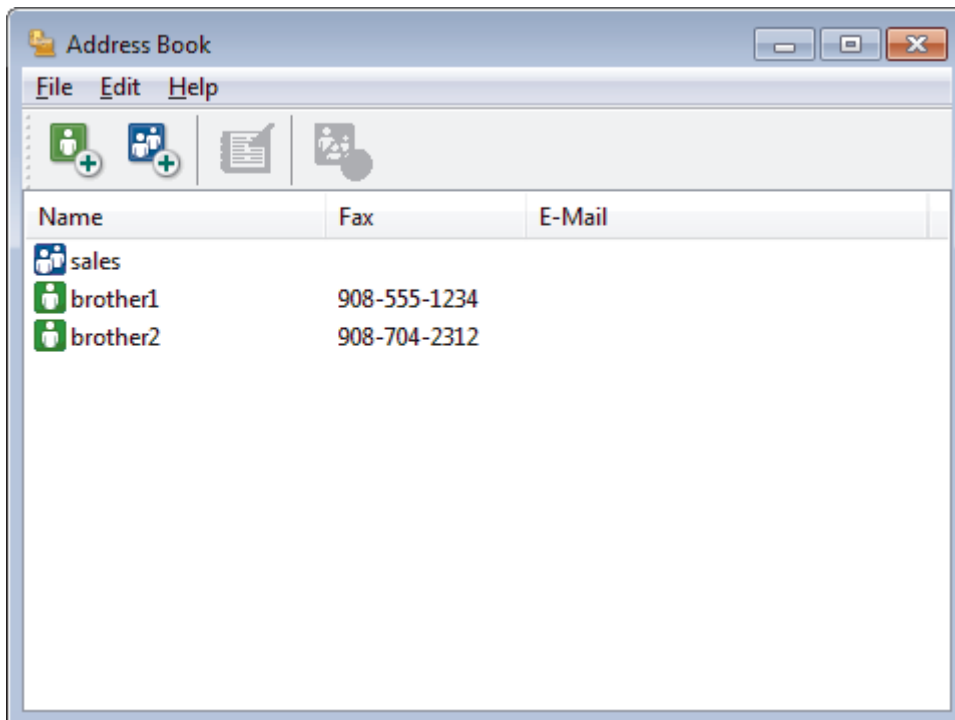 Address Book
File Edit Help
Name Fax E-Mail
sales
brother1 908-555-1234
brother2 908-704-2312